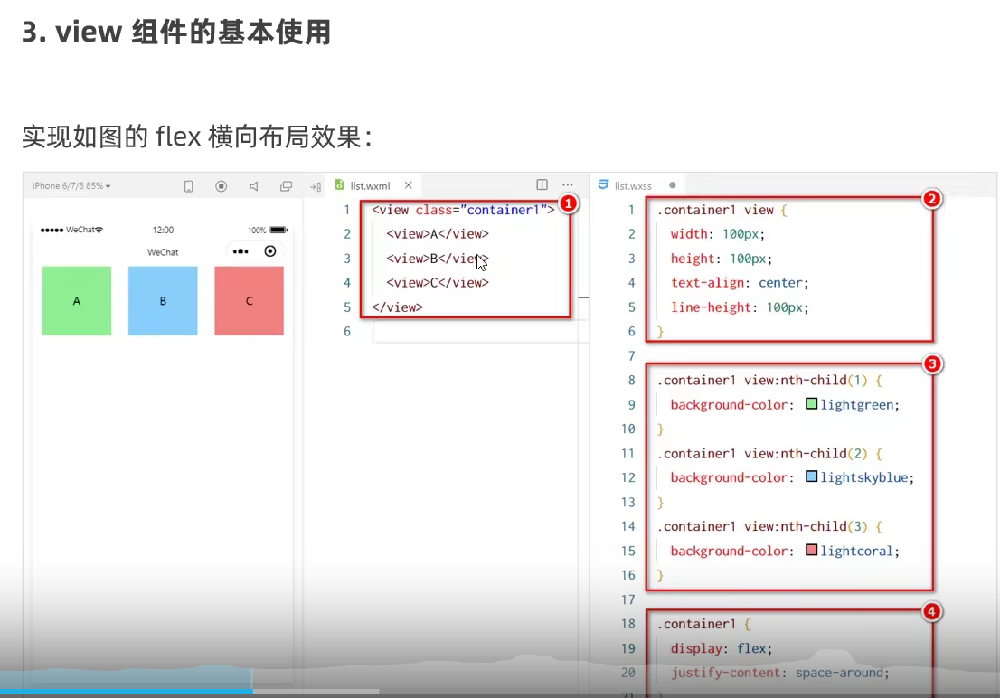 3. view 组件的基本使用
实现如图的 flex 横向布局效果：
iPhone 6/7/8 85%
WeChat 12:00 100%
WeChat
A B C
list.wxml
1 <view class="container1">
2 <view>A</view>
3 <view>B</view>
4 <view>C</view>
5 </view>
6
1
list.wxss
1 .container1 view {
2 width: 100px;
3 height: 100px;
4 text-align: center;
5 line-height: 100px;
6 }
7
8 .container1 view:nth-child(1) {
9 background-color: lightgreen;
10 }
11 .container1 view:nth-child(2) {
12 background-color: lightskyblue;
13 }
14 .container1 view:nth-child(3) {
15 background-color: lightcoral;
16 }
17
18 .container1 {
19 display: flex;
20 justify-content: space-around;
21 }
2
3
4